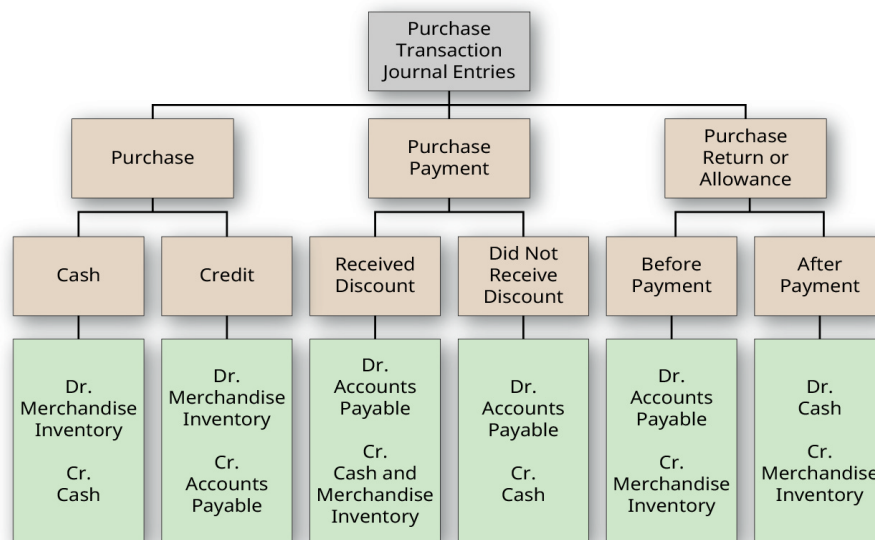 Purchase
Transaction
Journal Entries
Purchase
Purchase
Payment
Purchase
Return or
Allowance
Cash
Credit
Received
Discount
Did Not
Receive
Discount
Before
Payment
After
Payment
Dr.
Merchandise
Inventory
Cr.
Cash
Dr.
Merchandise
Inventory
Cr.
Accounts
Payable
Dr.
Accounts
Payable
Cr.
Cash and
Merchandise
Inventory
Dr.
Accounts
Payable
Cr.
Cash
Dr.
Accounts
Payable
Cr.
Merchandise
Inventory
Dr.
Cash
Cr.
Merchandise
Inventory